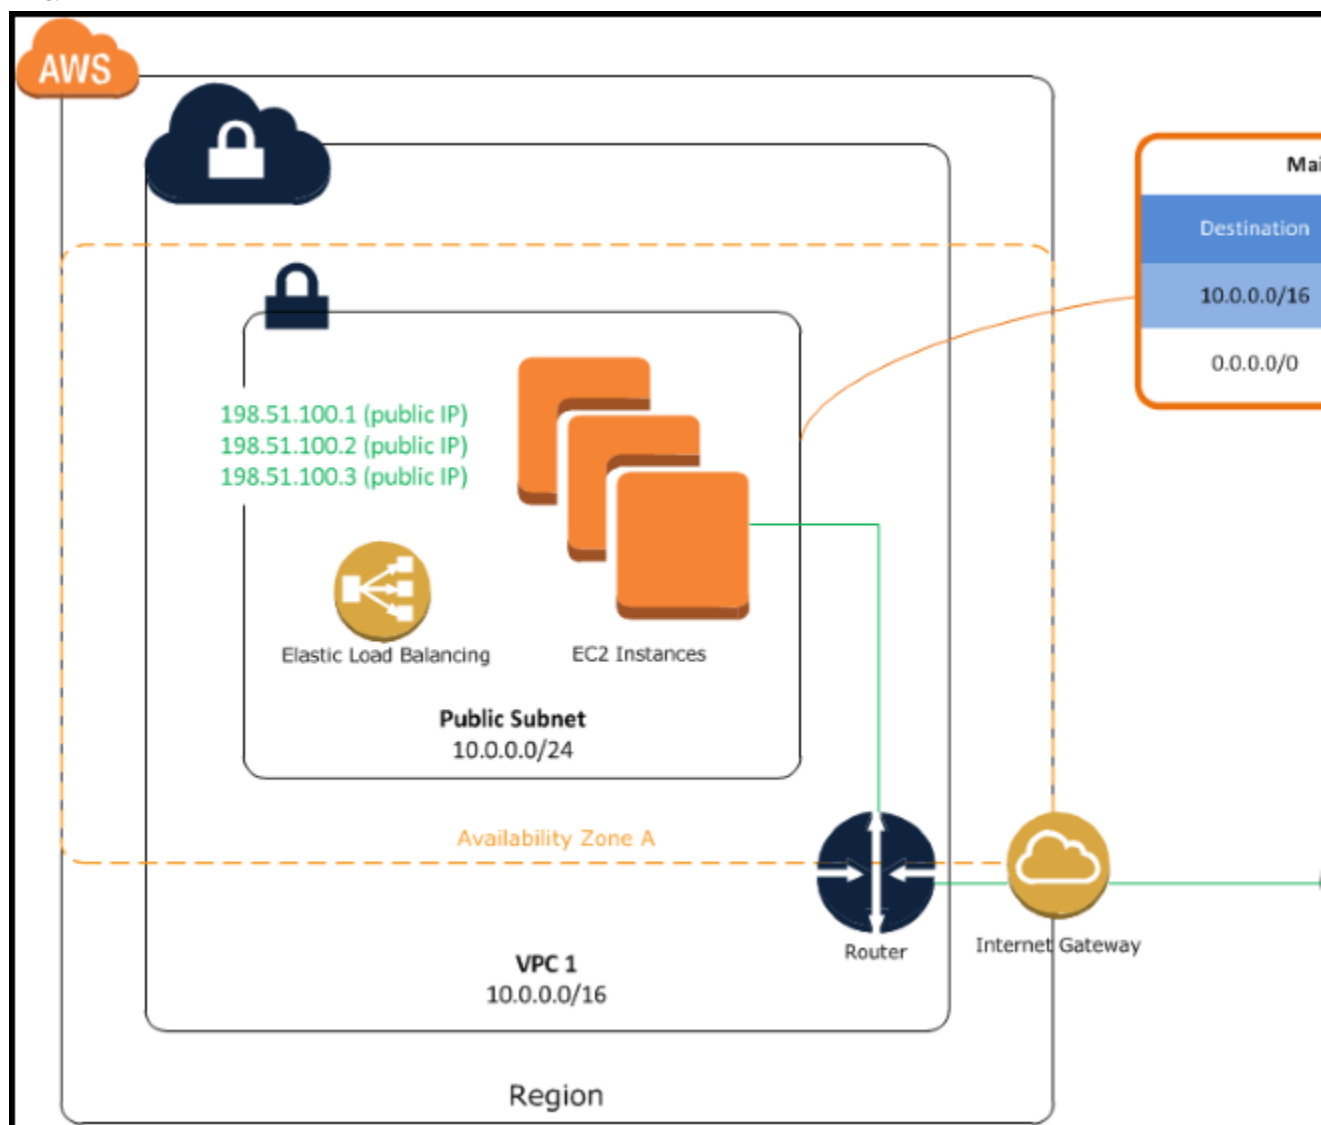 AWS
Mai
Destination
10.0.0.0/16
0.0.0.0/0
198.51.100.1 (public IP)
198.51.100.2 (public IP)
198.51.100.3 (public IP)
Elastic Load Balancing
EC2 Instances
Public Subnet
10.0.0.0/24
Availability Zone A
Router
Internet Gateway
VPC 1
10.0.0.0/16
Region